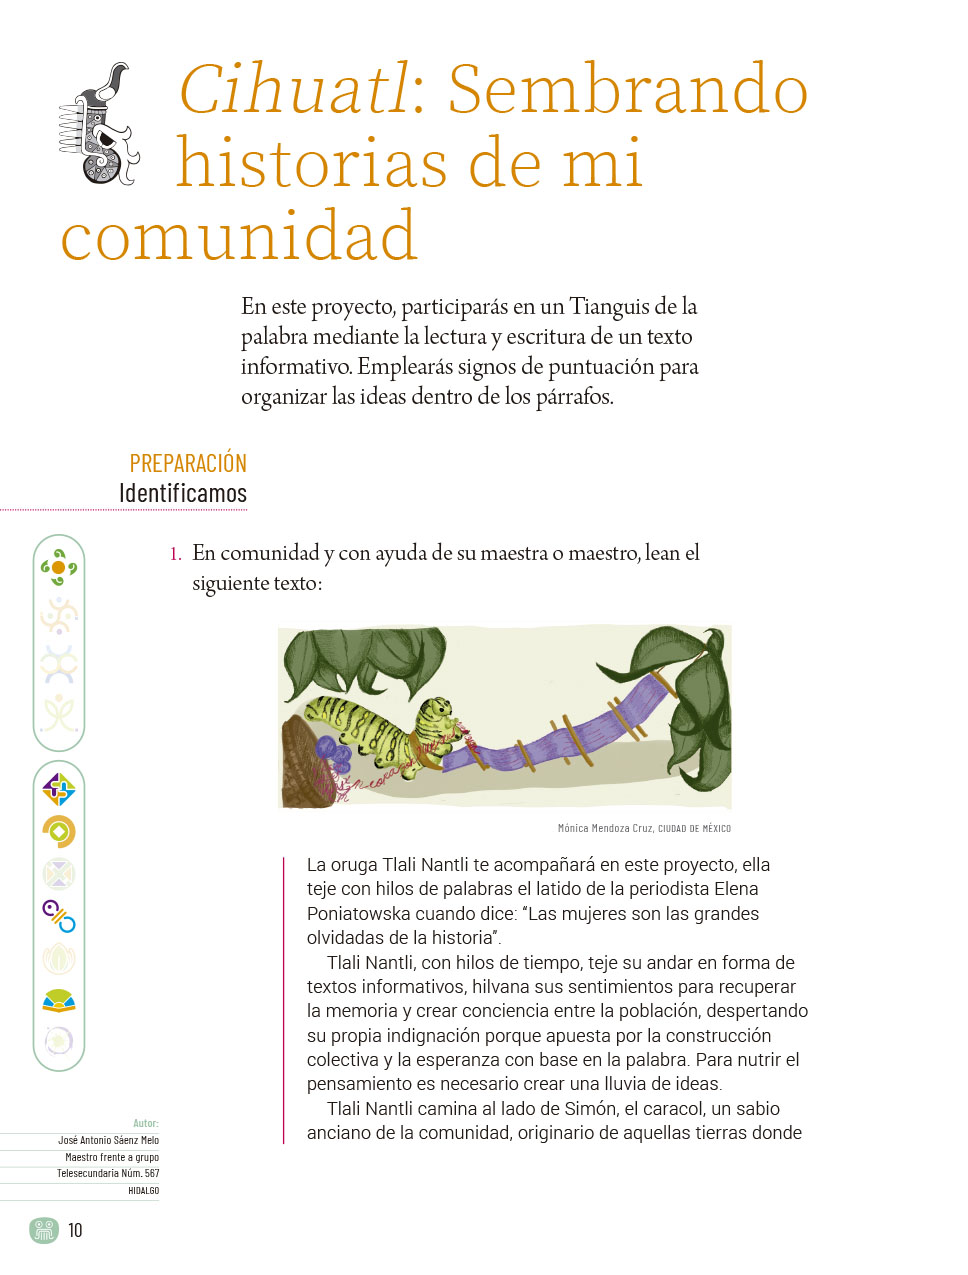 Cihuatl: Sembrando
historias de mi
comunidad
En este proyecto, participarás en un Tianguis de la
palabra mediante la lectura y escritura de un texto
informativo. Emplearás signos de puntuación para
organizar las ideas dentro de los párrafos.
PREPARACIÓN
Identificamos
1. En comunidad y con ayuda de su maestra o maestro, lean el
siguiente texto:
Mónica Mendoza Cruz, CIUDAD DE MÉXICO
La oruga Tlali Nantli te acompañará en este proyecto, ella
teje con hilos de palabras el latido de la periodista Elena
Poniatowska cuando dice: “Las mujeres son las grandes
olvidadas de la historia”.
Tlali Nantli, con hilos de tiempo, teje su andar en forma de
textos informativos, hilvana sus sentimientos para recuperar
la memoria y crear conciencia entre la población, despertando
su propia indignación porque apuesta por la construcción
colectiva y la esperanza con base en la palabra. Para nutrir el
pensamiento es necesario crear una lluvia de ideas.
Tlali Nantli camina al lado de Simón, el caracol, un sabio
anciano de la comunidad, originario de aquellas tierras donde
Autor:
José Antonio Sáenz Melo
Maestro frente a grupo
Telesecundaria Núm. 567
HIDALGO
10